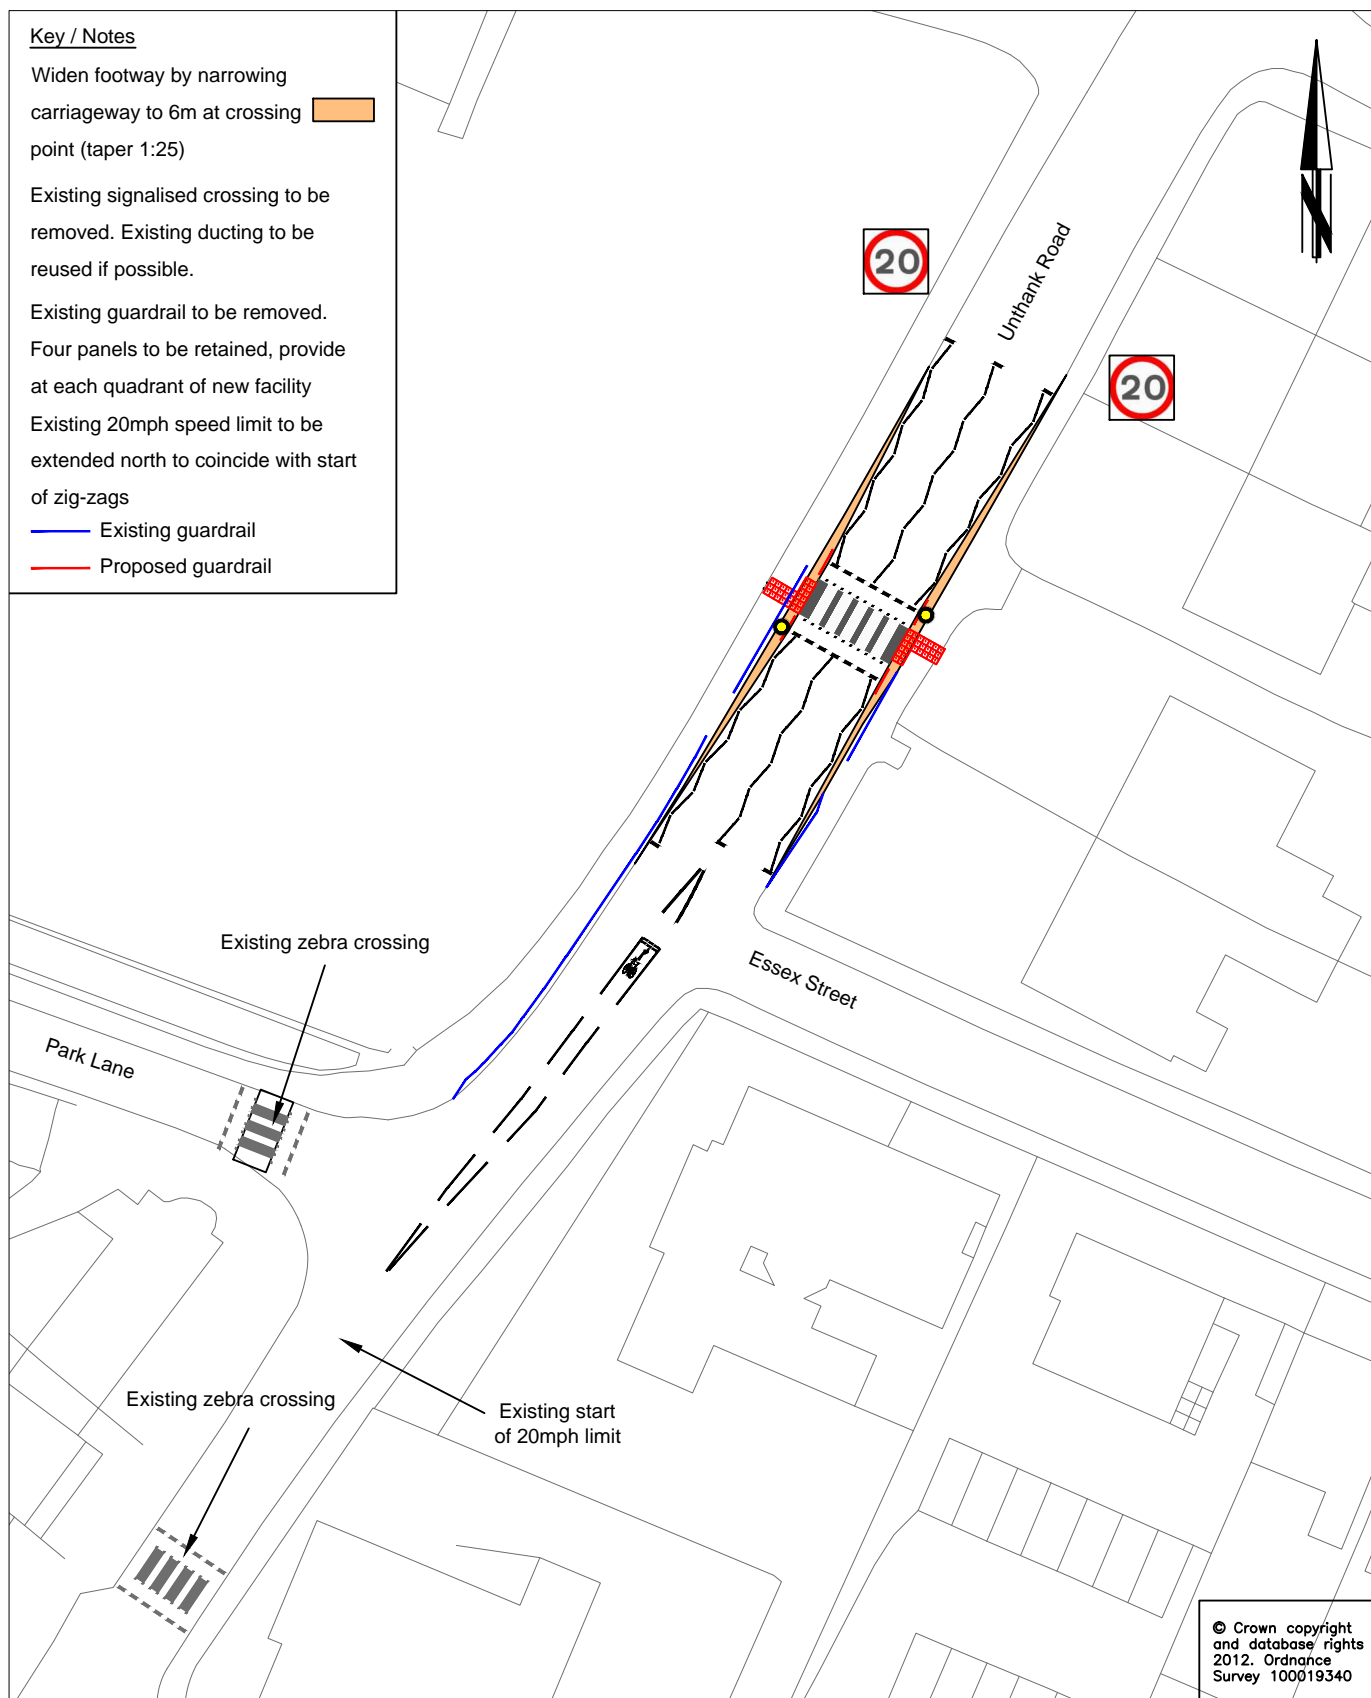 Key / Notes
Widen footway by narrowing
carriageway to 6m at crossing
point (taper 1:25)
Existing signalised crossing to be
removed. Existing ducting to be
reused if possible.
Existing guardrail to be removed.
Four panels to be retained, provide
at each quadrant of new facility
Existing 20mph speed limit to be
extended north to coincide with start
of zig-zags
Existing guardrail
Proposed guardrail
N
20
Unthank Road
20
Existing zebra crossing
Essex Street
Park Lane
Existing zebra crossing
Existing start
of 20mph limit
© Crown copyright
and database rights
2012. Ordnance
Survey 100019340